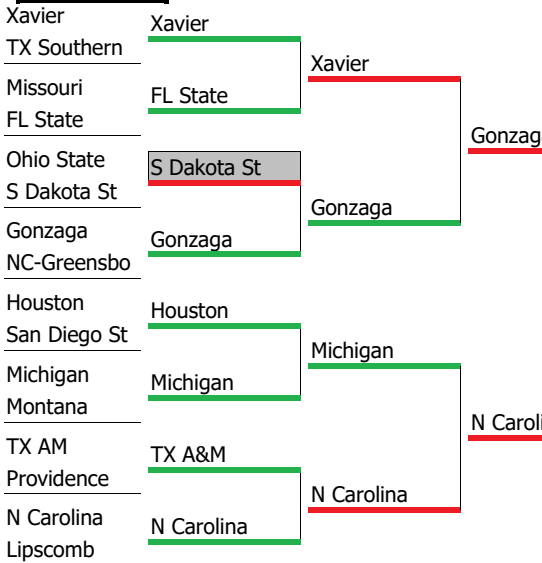 Xavier
TX Southern
Missouri
FL State
Ohio State
S Dakota St
Gonzaga
NC-Greensbo
Houston
San Diego St
Michigan
Montana
TX AM
Providence
N Carolina
Lipscomb
Xavier
FL State
S Dakota St
Gonzaga
Houston
Michigan
TX A&M
N Carolina
Xavier
Gonzaga
Michigan
N Carolina
Gonzag
N Caroli